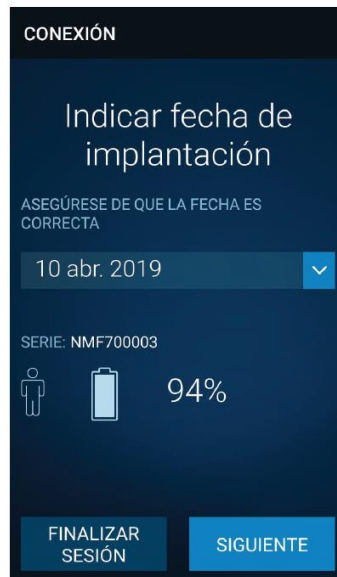 CONEXIÓN
Indicar fecha de
implantación
ASEGÚRESE DE QUE LA FECHA ES
CORRECTA
10 abr. 2019
SERIE: NMF700003
94%
FINALIZAR
SESIÓN
SIGUIENTE